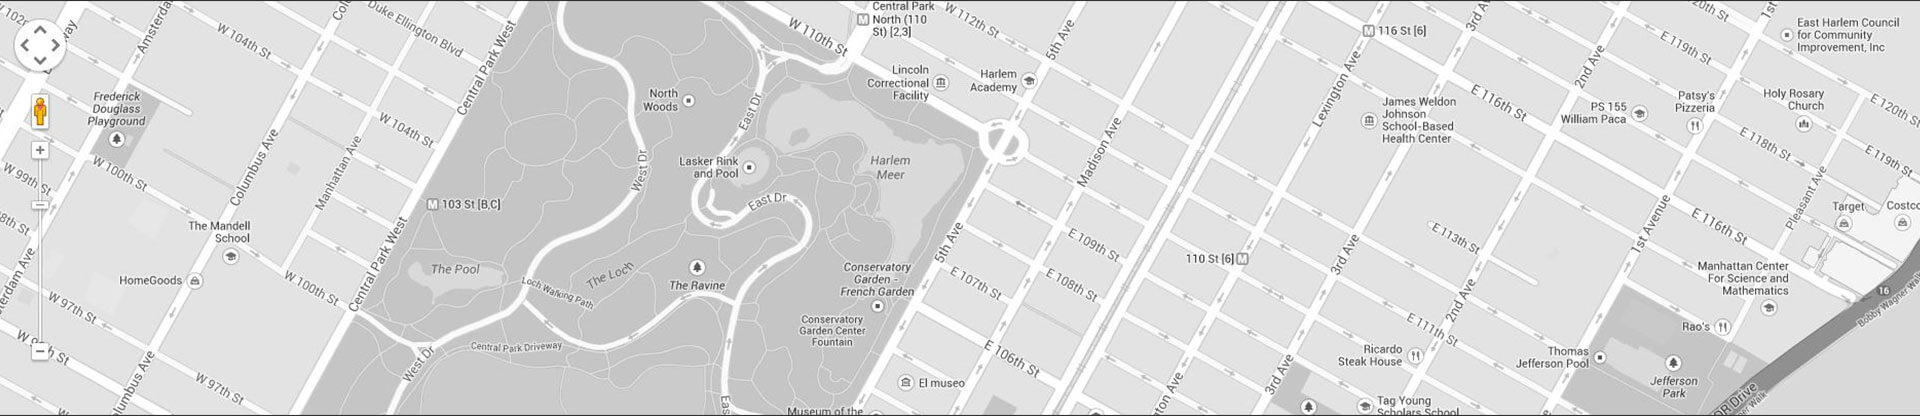 Duke Ellington Blvd
W 104th St
Amsterda
Columbus Ave
Frederick
Douglass
Playground
W 104th St
W 100th St
W 99th St
Manhattan Ave
Central Park West
The Mandell
School
HomeGoods
W 100th St
W 97th St
W 97th St
103 St [B,C]
Central Park West
The Pool
West Dr
West Dr
Loch Walking Path
The Loch
Central Park Driveway
The Ravine
North
Woods
Lasker Rink
and Pool
East Dr
East Dr
Harlem
Meer
W 110th St
Central Park
North (110
St) [2,3]
W 112th St
Lincoln
Correctional
Facility
Harlem
Academy
5th Ave
5th Ave
Madison Ave
Conservatory
Garden -
French Garden
Conservatory
Garden Center
Fountain
E 109th St
E 108th St
E 107th St
E 106th St
El museo
Museum of the
116 St [6]
Lexington Ave
James Weldon
Johnson
School-Based
Health Center
110 St [6]
3rd Ave
3rd Ave
3rd Ave
E 116th St
2nd Ave
2nd Ave
PS 155
William Paca
Patsy's
Pizzeria
E 119th St
E 118th St
East Harlem Council
for Community
Improvement, Inc
Holy Rosary
Church
E 120th St
E 119th St
Pleasant Ave
Target
Costco
E 116th St
1st Avenue
E 113th St
E 111th St
Manhattan Center
For Science and
Mathematics
Rao's
16
Bobby Wagner Walk
Ricardo
Steak House
Thomas
Jefferson Pool
Jefferson
Park
Tag Young
Scholars School